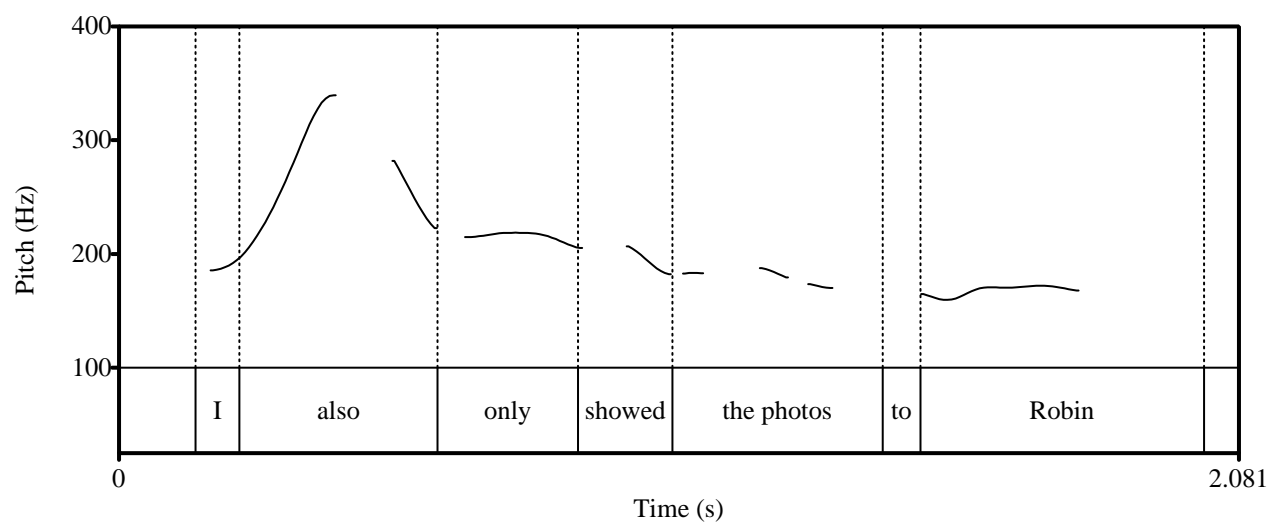 400
300
200
100
Pitch (Hz)
I also only showed the photos to Robin
0 2.081
Time (s)